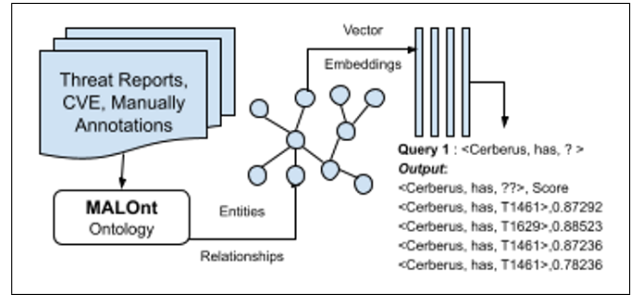 Threat Reports,
CVE, Manually
Annotations
MALOnt
Ontology
Entities
Relationships
Vector
Embeddings
Query 1 : <Cerberus, has, ? >
Output:
<Cerberus, has, ??>, Score
<Cerberus, has, T1461>,0.87292
<Cerberus, has, T1629>,0.88523
<Cerberus, has, T1461>,0.87236
<Cerberus, has, T1461>,0.78236